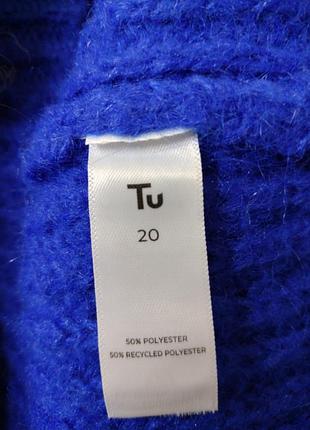 Tu
20
50% POLYESTER
50% RECYCLED POLYESTER